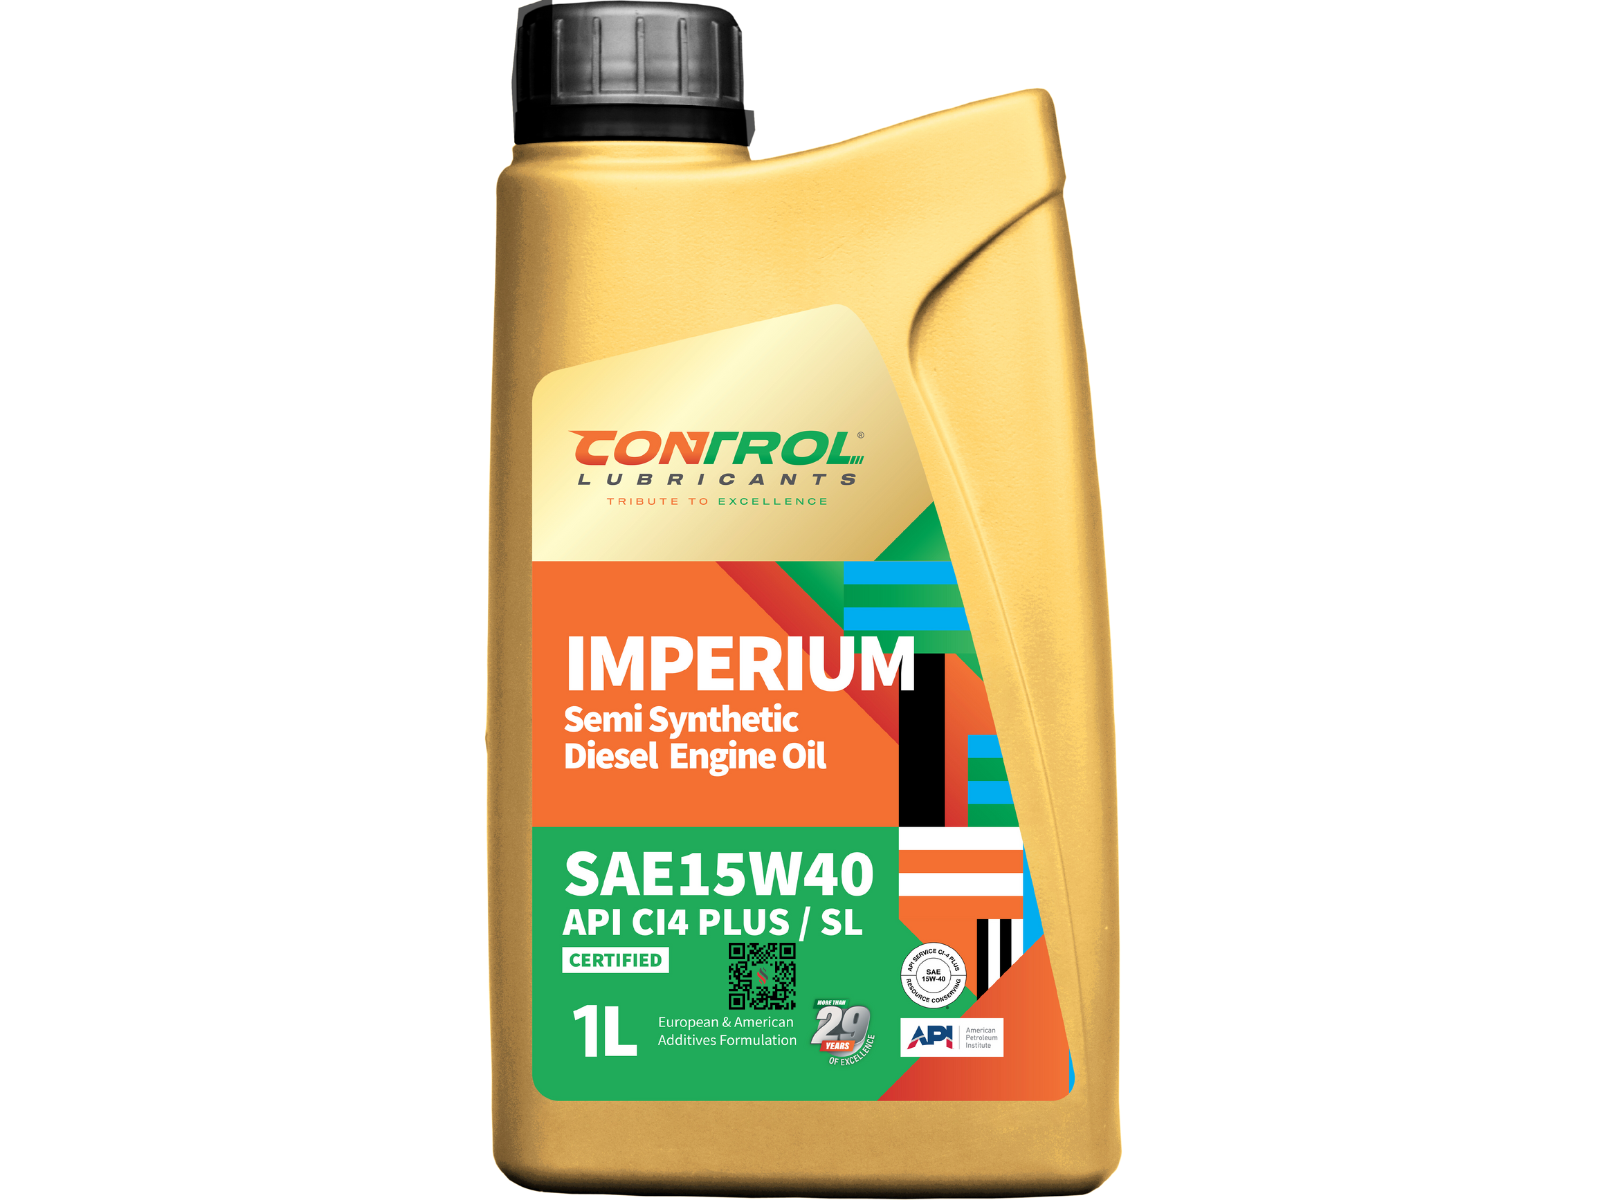 CONTROL®
LUBRICANTS
TRIBUTE TO EXCELLENCE
IMPERIUM
Semi Synthetic
Diesel Engine Oil
SAE15W40
API CI4 PLUS / SL
CERTIFIED
1L
European & American
Additives Formulation
MORE THAN
29
YEARS
OF EXCELLENCE
API SERVICE CI-4 PLUS
SAE
15W-40
RESOURCE CONSERVING
API
American
Petroleum
Institute